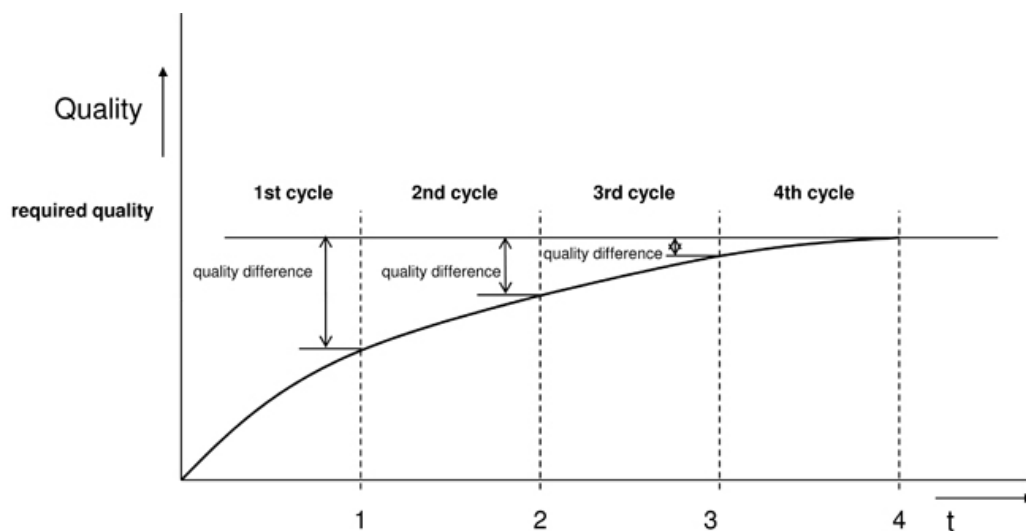 Quality
required quality
1st cycle
2nd cycle
3rd cycle
4th cycle
quality difference
quality difference
quality difference
1
2
3
4
t